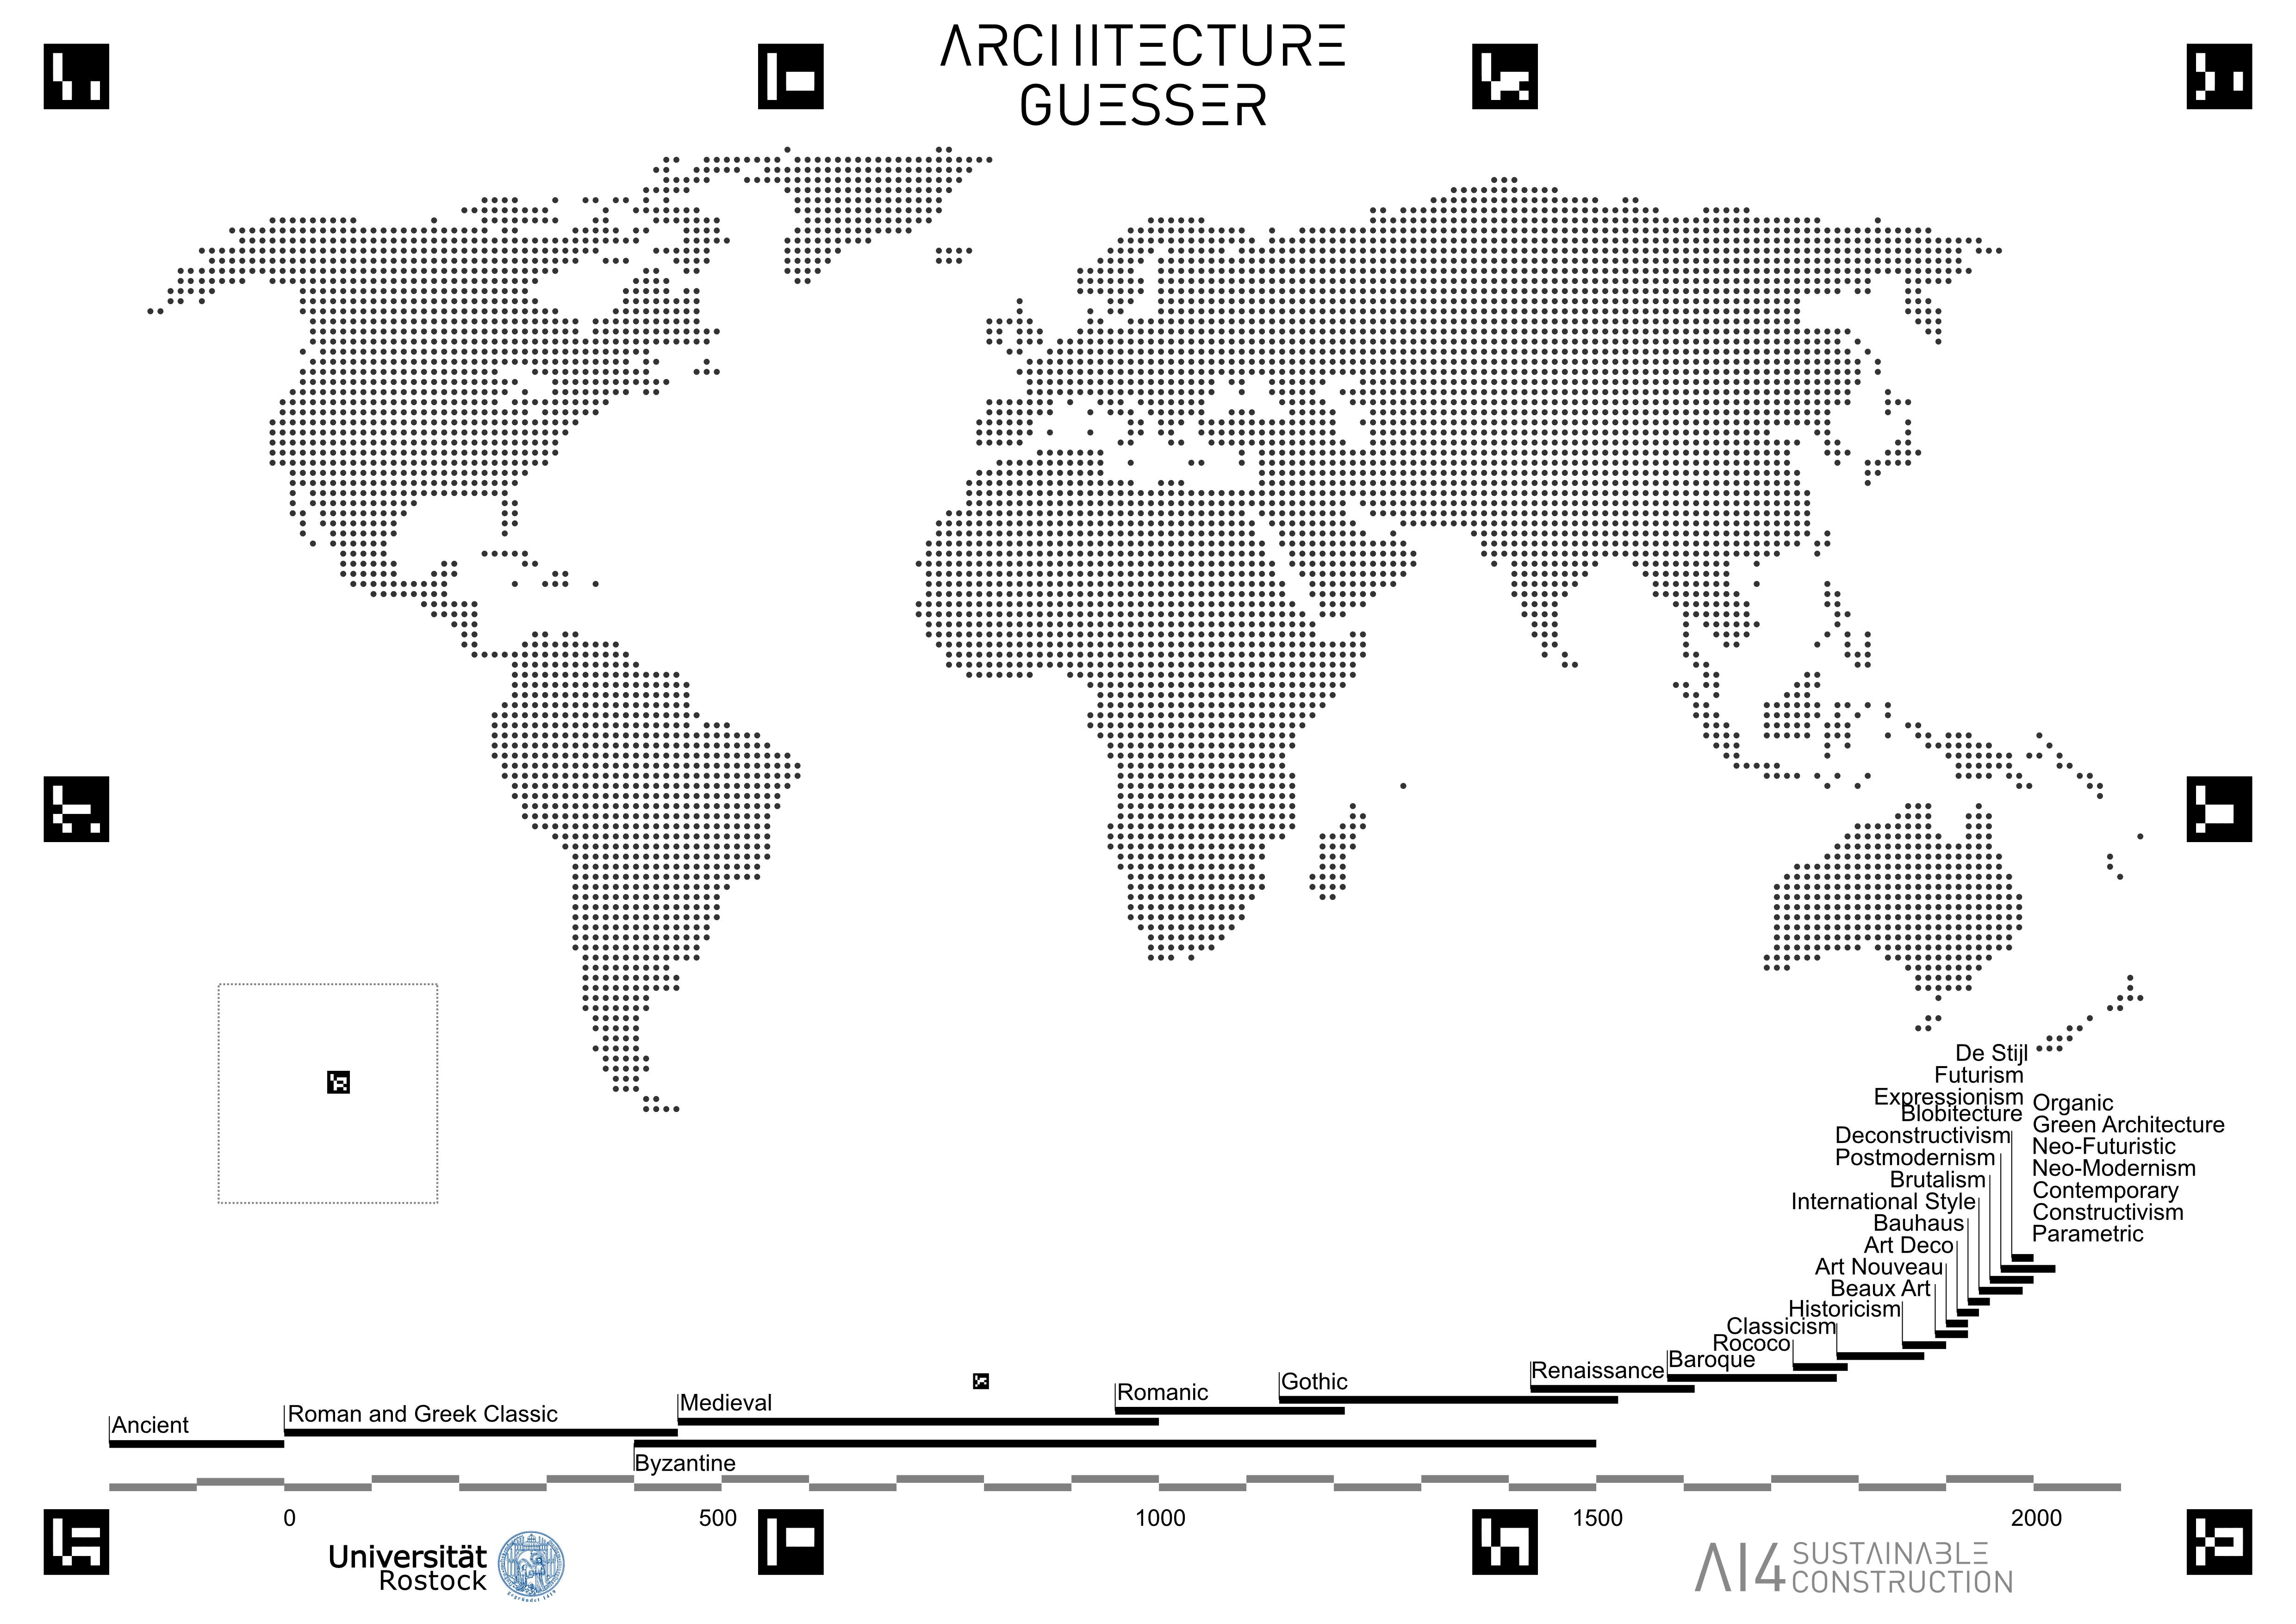 ARCHITECTURE
GUESSER
De Stijl
Futurism
Expressionism
Blobitecture
Deconstructivism
Postmodernism
Brutalism
International Style
Bauhaus
Art Deco
Art Nouveau
Beaux Art
Historicism
Classicism
Rococo
Baroque
Renaissance
Gothic
Romanic
Medieval
Roman and Greek Classic
Ancient
Byzantine
Organic
Green Architecture
Neo-Futuristic
Neo-Modernism
Contemporary
Constructivism
Parametric
0 500 1000 1500 2000
Universität
Rostock
AI4 SUSTAINABLE
CONSTRUCTION